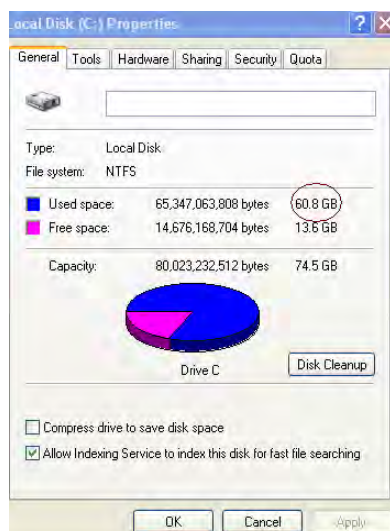 ocal Disk (C:) Properties
General Tools Hardware Sharing Security Quota
Type: Local Disk
File system: NTFS
Used space: 65,347,063,808 bytes 60.8 GB
Free space: 14,676,168,704 bytes 13.6 GB
Capacity: 80,023,232,512 bytes 74.5 GB
Drive C
Disk Cleanup
Compress drive to save disk space
Allow Indexing Service to index this disk for fast file searching
OK Cancel Apply